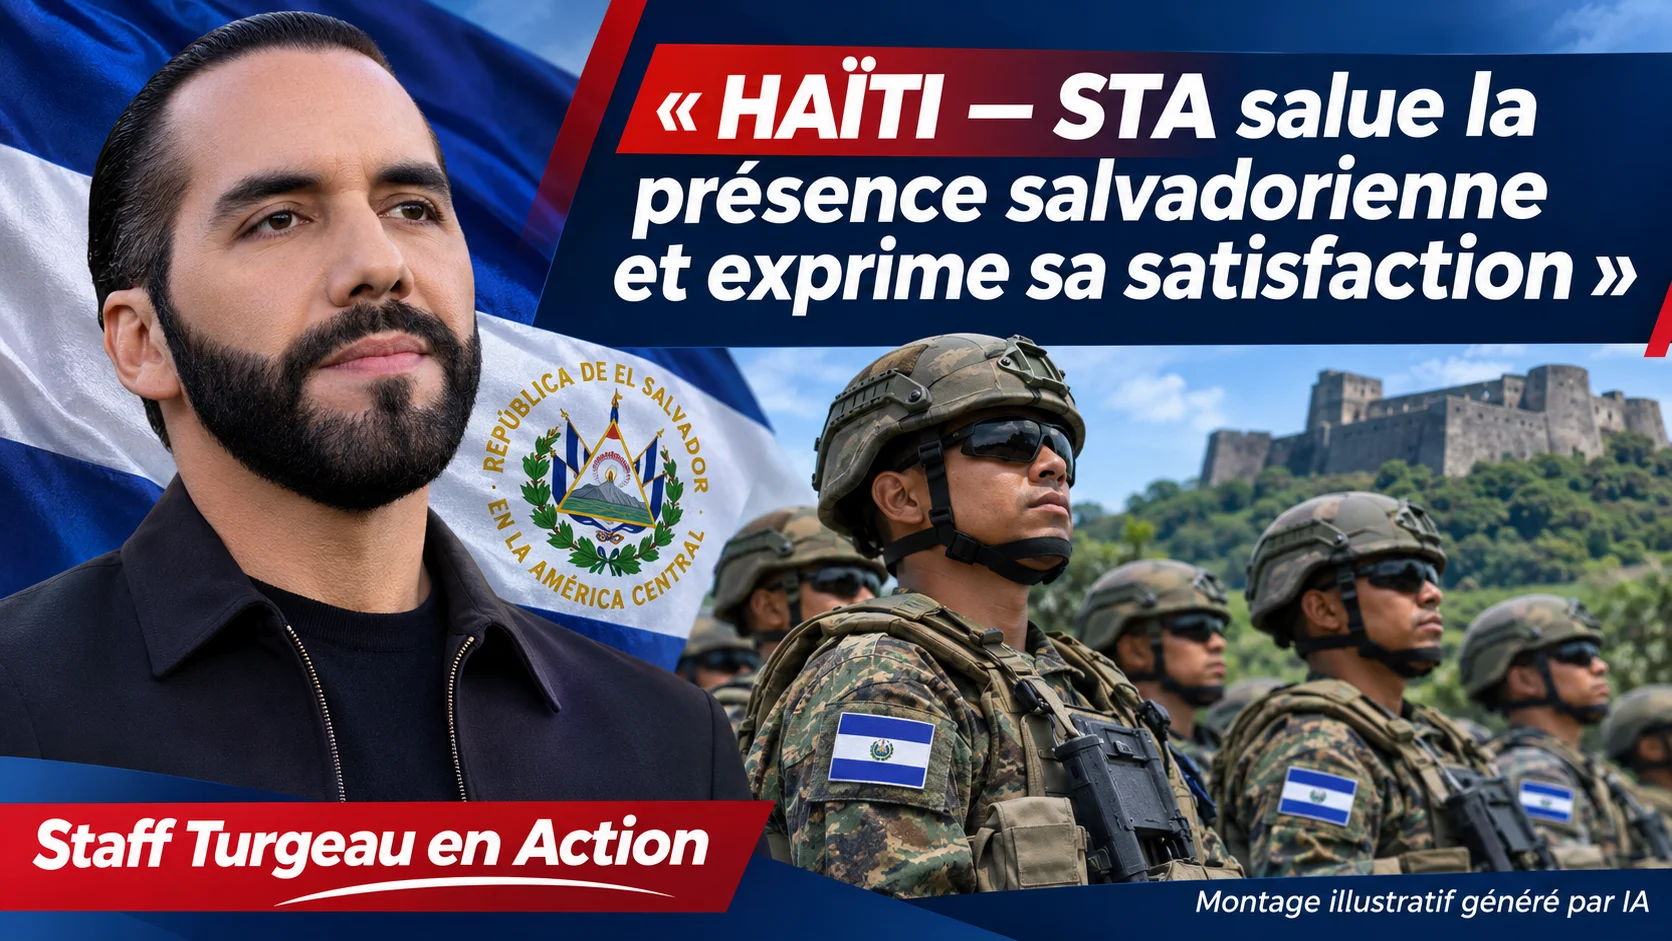 « HAÏTI – STA salue la
présence salvadorienne
et exprime sa satisfaction »
REPÚBLICA DE EL SALVADOR
EN LA AMÉRICA CENTRAL
Staff Turgeau en Action
Montage illustratif généré par IA